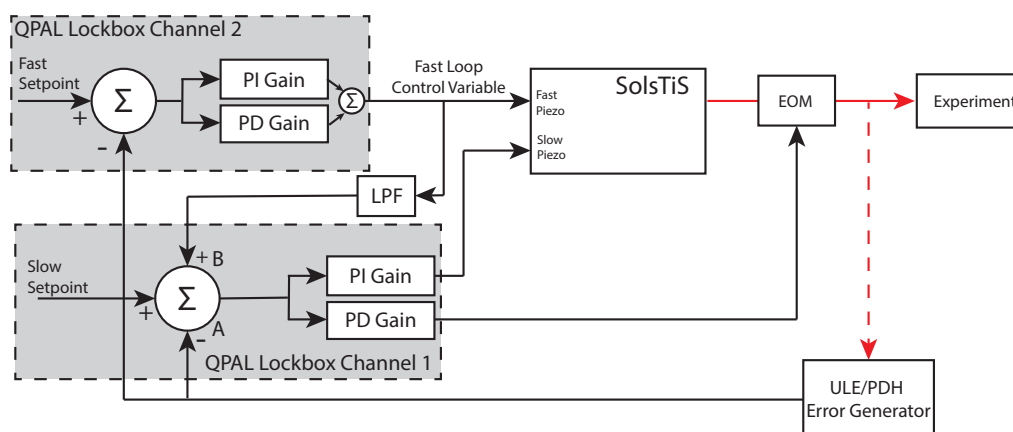 QPAL Lockbox Channel 2
Fast
Setpoint
+
-
Σ
PI Gain
PD Gain
Σ
Fast Loop
Control Variable
SolsTiS
Fast
Piezo
Slow
Piezo
EOM
Experiment
LPF
Slow
Setpoint
+
+ B
Σ
- A
PI Gain
PD Gain
QPAL Lockbox Channel 1
ULE/PDH
Error Generator